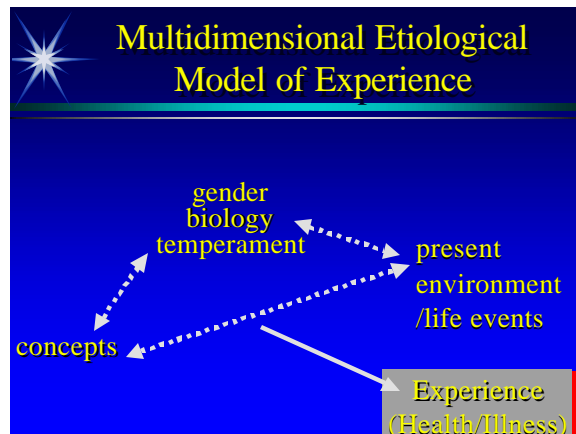 Multidimensional Etiological
Model of Experience
gender
biology
temperament
present
environment
/life events
concepts
Experience
(Health/Illness)